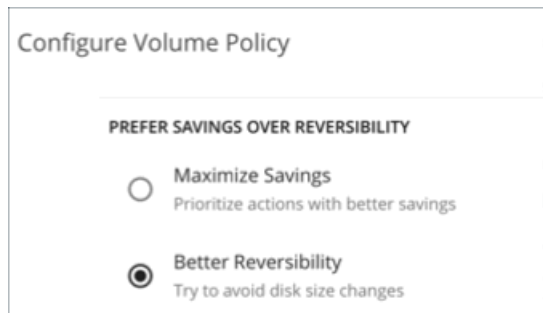 Configure Volume Policy
PREFER SAVINGS OVER REVERSIBILITY
Maximize Savings
Prioritize actions with better savings
Better Reversibility
Try to avoid disk size changes